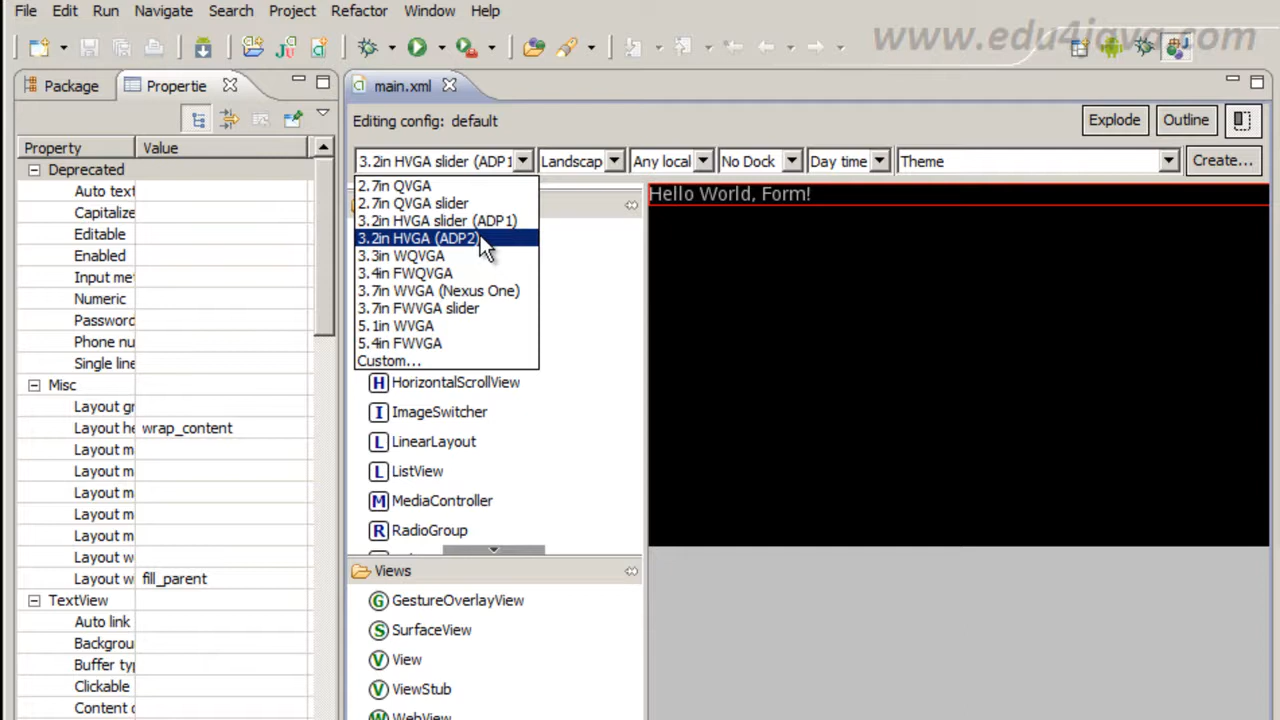 File Edit Run Navigate Search Project Refactor Window Help
www.edu4java.com
Package Propertie main.xml
Editing config: default Explode Outline
Property Value
3.2in HVGA slider (ADP1 Landscap Any local No Dock Day time Theme Create...
Deprecated
Auto text
Capitalize
Editable
Enabled
Input me
Numeric
Password
Phone nu
Single line
Misc
Layout gr
Layout he wrap_content
Layout m
Layout m
Layout m
Layout m
Layout m
Layout w
Layout w fill_parent
TextView
Auto link
Backgrou
Buffer typ
Clickable
Content d
2.7in QVGA
2.7in QVGA slider
3.2in HVGA slider (ADP1)
3.2in HVGA (ADP2)
3.3in WQVGA
3.4in FWQVGA
3.7in WVGA (Nexus One)
3.7in FWVGA slider
5.1in WVGA
5.4in FWVGA
Custom...
H HorizontalScrollView
I ImageSwitcher
L LinearLayout
L ListView
M MediaController
R RadioGroup
Views
G GestureOverlayView
S SurfaceView
V View
V ViewStub
W WebView
Hello World, Form!